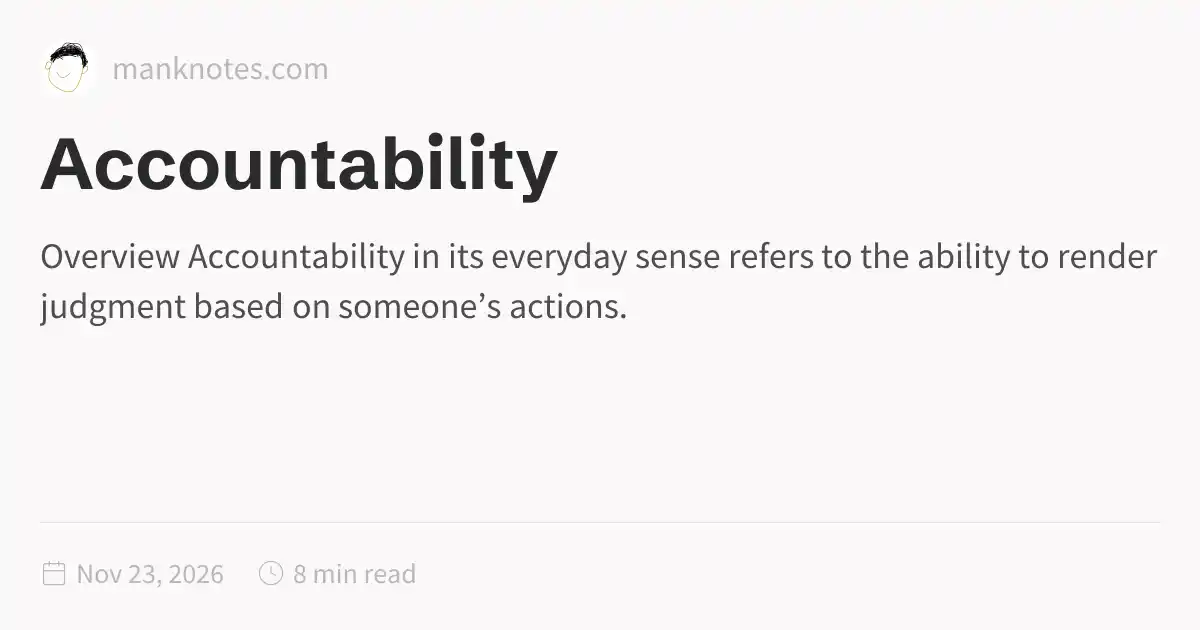 manknotes.com
Accountability
Overview Accountability in its everyday sense refers to the ability to render
judgment based on someone’s actions.
Nov 23, 2026
8 min read